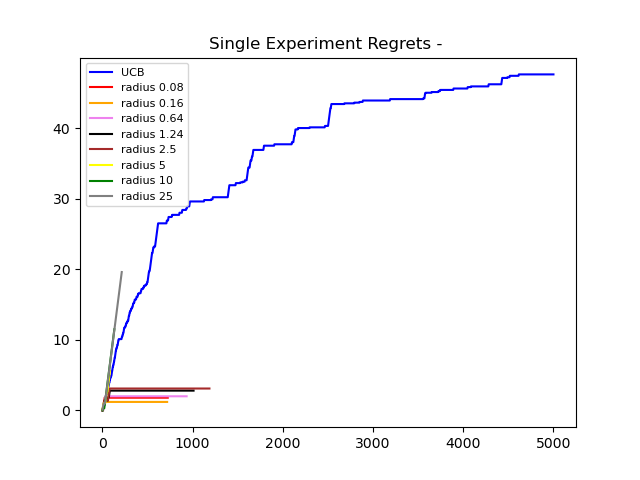 Single Experiment Regrets -
UCB
radius 0.08
radius 0.16
radius 0.64
radius 1.24
radius 2.5
radius 5
radius 10
radius 25
40
30
20
10
0
0 1000 2000 3000 4000 5000